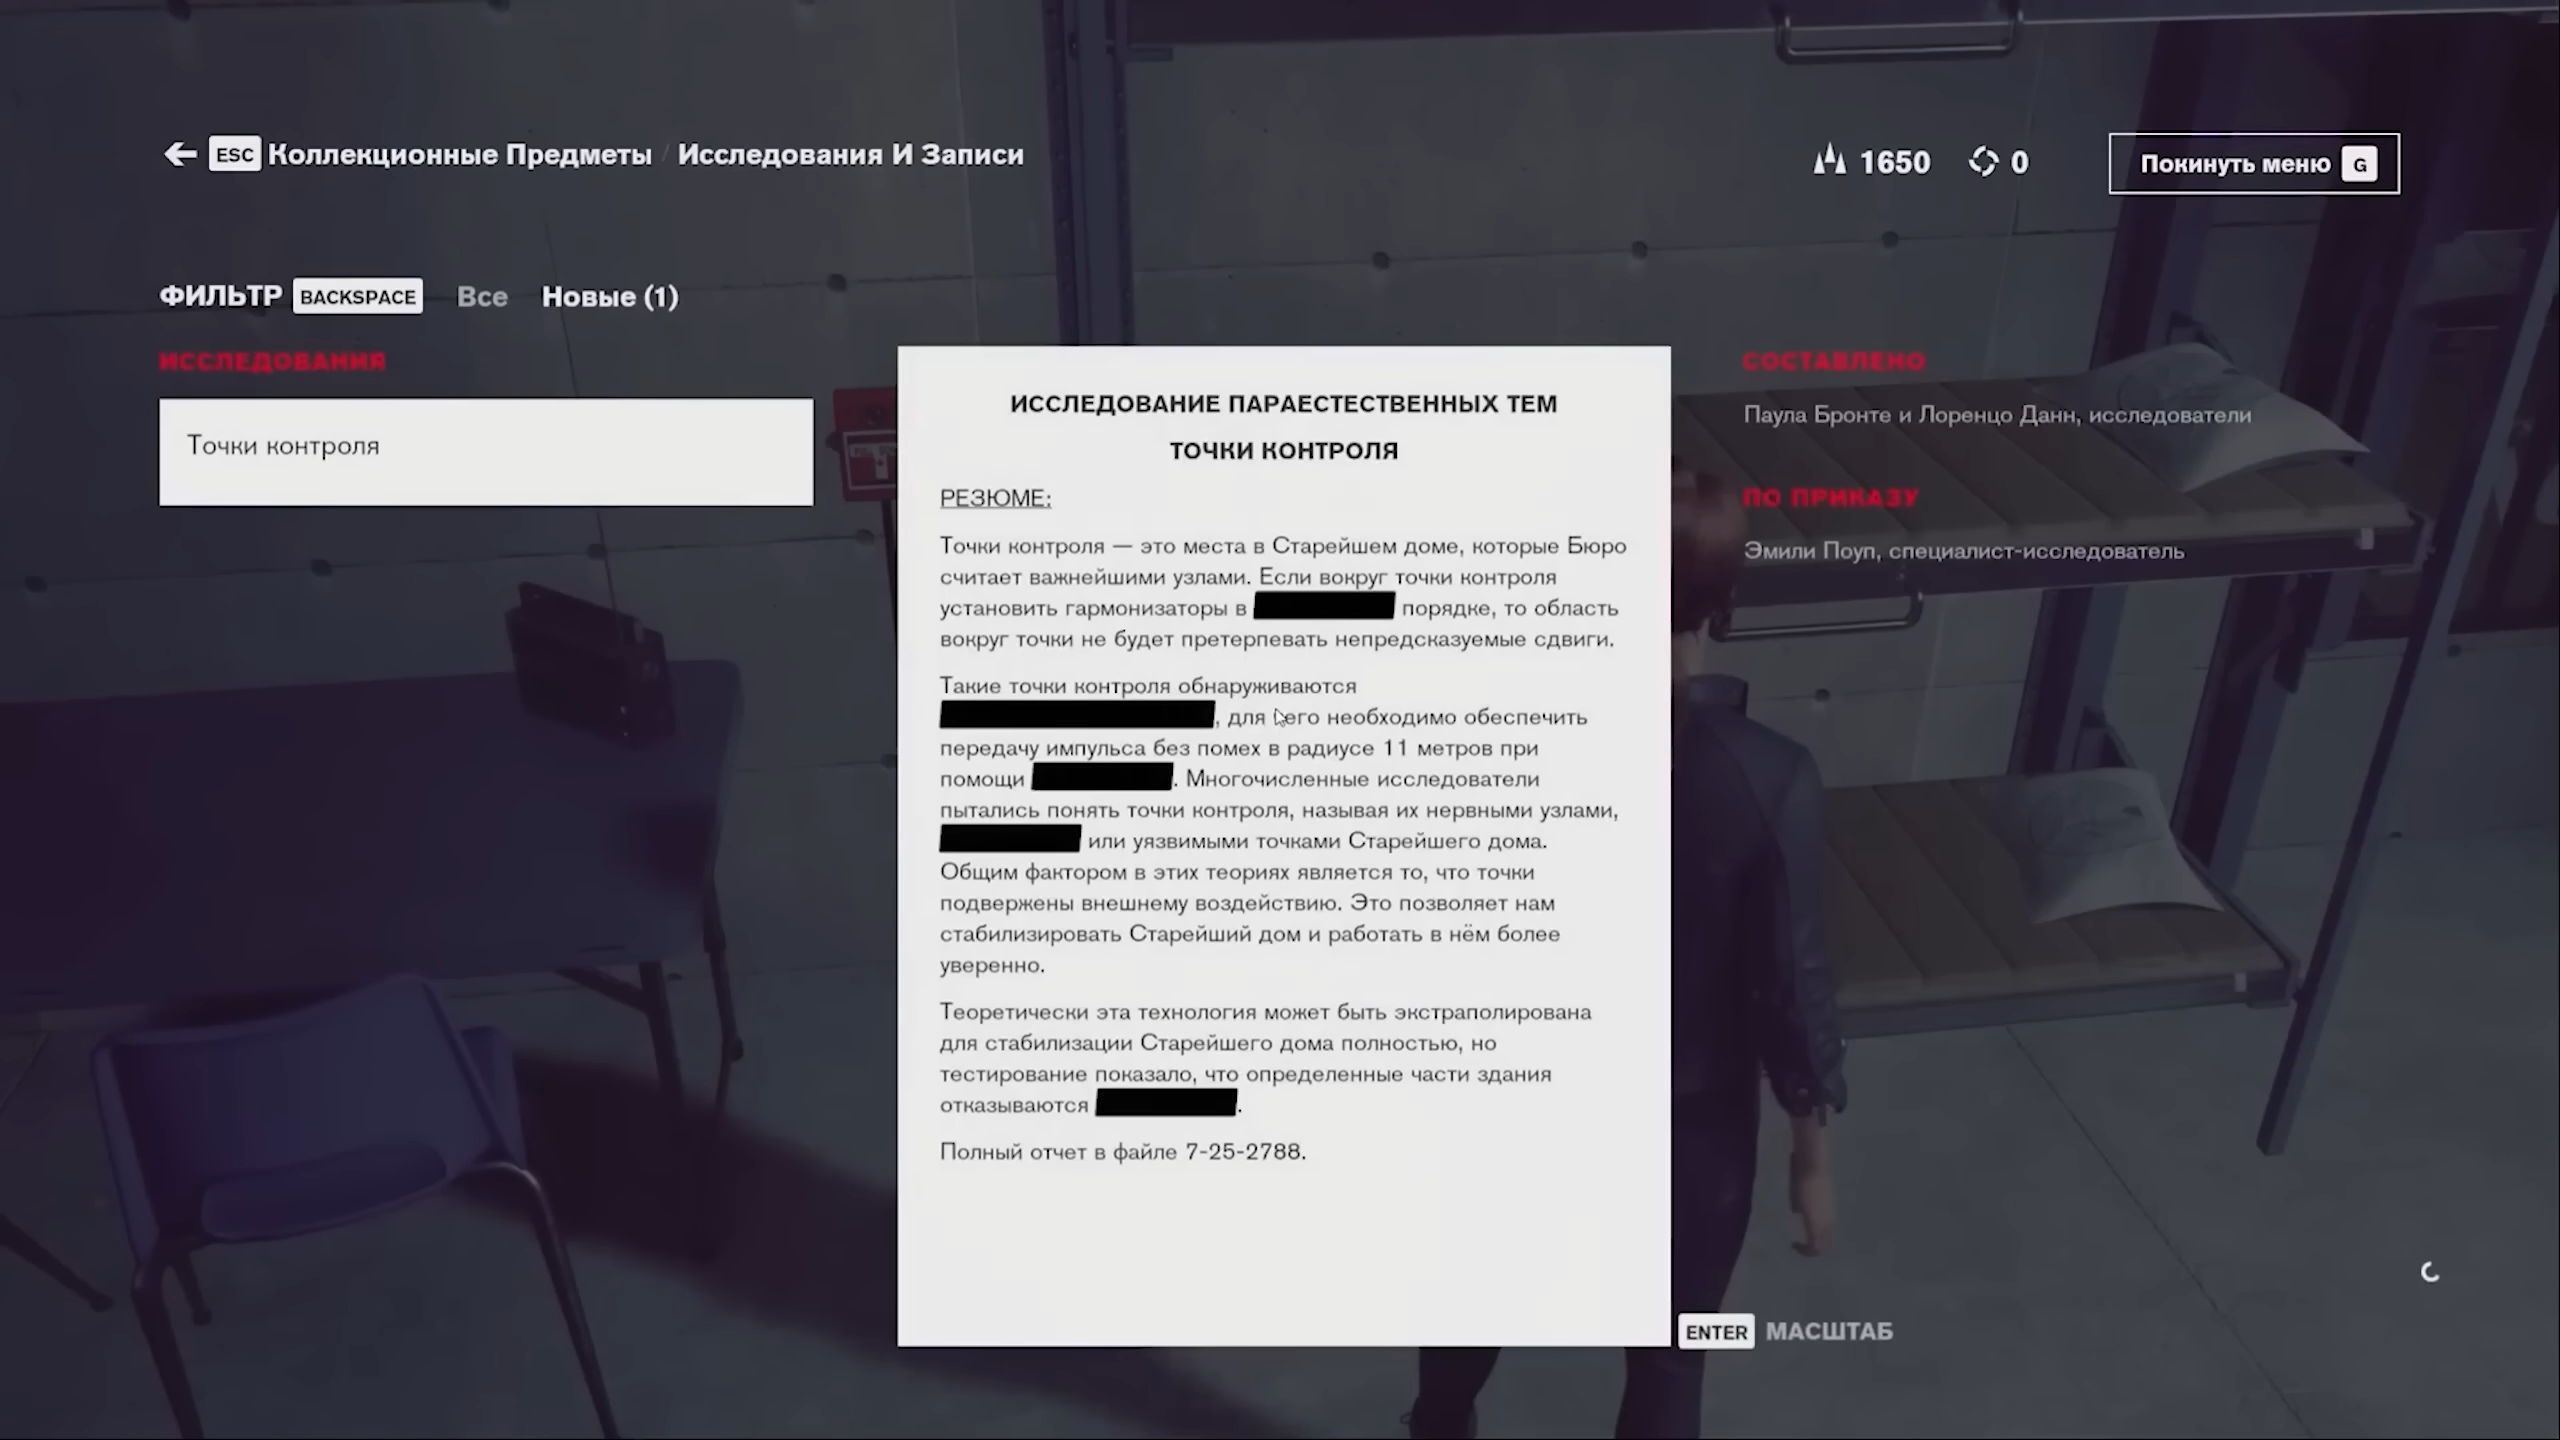 ESC Коллекционные Предметы / Исследования И Записи
1650 0
Покинуть меню G
ФИЛЬТР BACKSPACE Все Новые (1)
ИССЛЕДОВАНИЯ
Точки контроля
ИССЛЕДОВАНИЕ ПАРАЕСТЕСТВЕННЫХ ТЕМ
ТОЧКИ КОНТРОЛЯ
РЕЗЮМЕ:
Точки контроля — это места в Старейшем доме, которые Бюро
считает важнейшими узлами. Если вокруг точки контроля
установить гармонизаторы в порядке, то область
вокруг точки не будет претерпевать непредсказуемые сдвиги.
Такие точки контроля обнаруживаются
, для чего необходимо обеспечить
передачу импульса без помех в радиусе 11 метров при
помощи . Многочисленные исследователи
пытались понять точки контроля, называя их нервными узлами,
или уязвимыми точками Старейшего дома.
Общим фактором в этих теориях является то, что точки
подвержены внешнему воздействию. Это позволяет нам
стабилизировать Старейший дом и работать в нём более
уверенно.
Теоретически эта технология может быть экстраполирована
для стабилизации Старейшего дома полностью, но
тестирование показало, что определенные части здания
отказываются .
Полный отчет в файле 7-25-2788.
СОСТАВЛЕНО
Паула Бронте и Лоренцо Данн, исследователи
ПО ПРИКАЗУ
Эмили Поуп, специалист-исследователь
ENTER МАСШТАБ